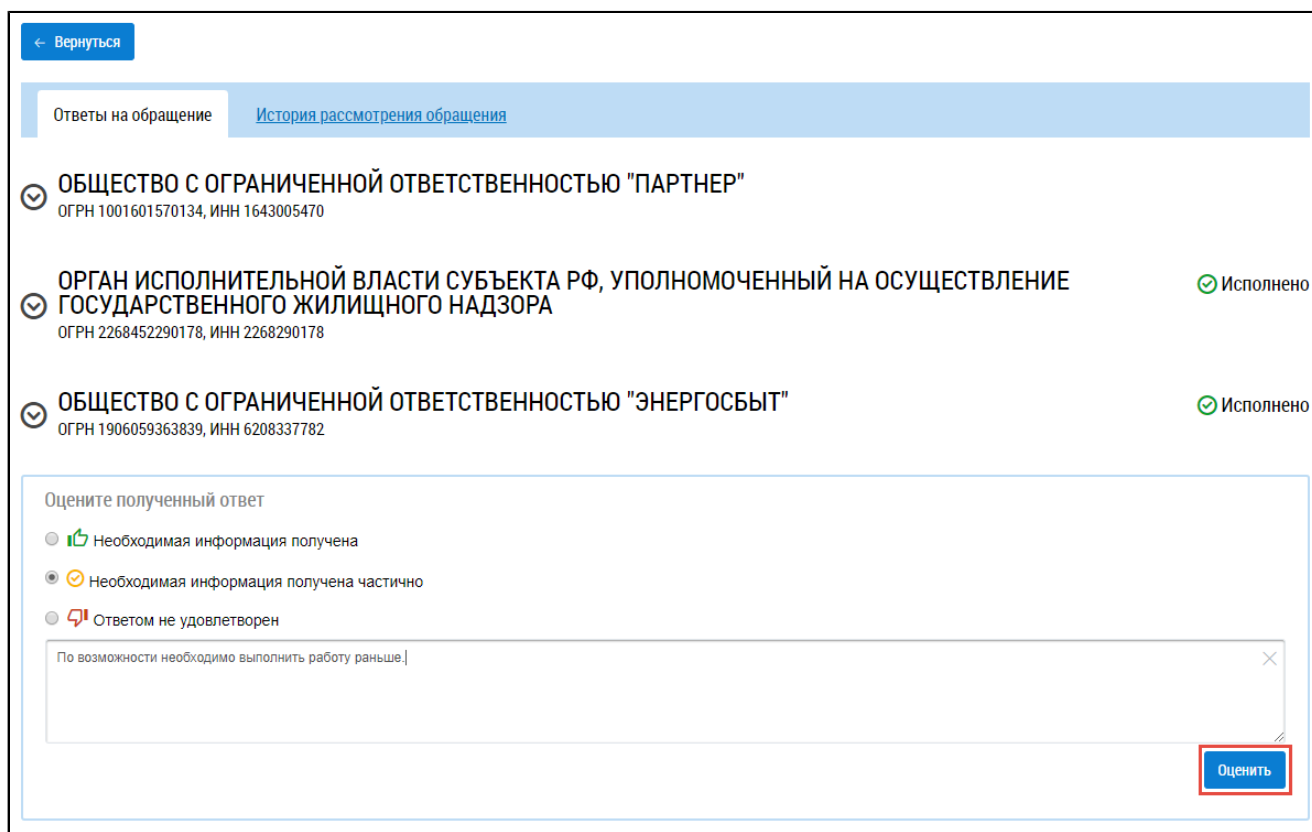 ← Вернуться
Ответы на обращение История рассмотрения обращения
ОБЩЕСТВО С ОГРАНИЧЕННОЙ ОТВЕТСТВЕННОСТЬЮ "ПАРТНЕР"
ОГРН 1001601570134, ИНН 1643005470
ОРГАН ИСПОЛНИТЕЛЬНОЙ ВЛАСТИ СУБЪЕКТА РФ, УПОЛНОМОЧЕННЫЙ НА ОСУЩЕСТВЛЕНИЕ
ГОСУДАРСТВЕННОГО ЖИЛИЩНОГО НАДЗОРА
Исполнено
ОГРН 2268452290178, ИНН 2268290178
ОБЩЕСТВО С ОГРАНИЧЕННОЙ ОТВЕТСТВЕННОСТЬЮ "ЭНЕРГОСБЫТ"
Исполнено
ОГРН 1906059363839, ИНН 6208337782
Оцените полученный ответ
Необходимая информация получена
Необходимая информация получена частично
Ответом не удовлетворен
По возможности необходимо выполнить работу раньше.
Оценить